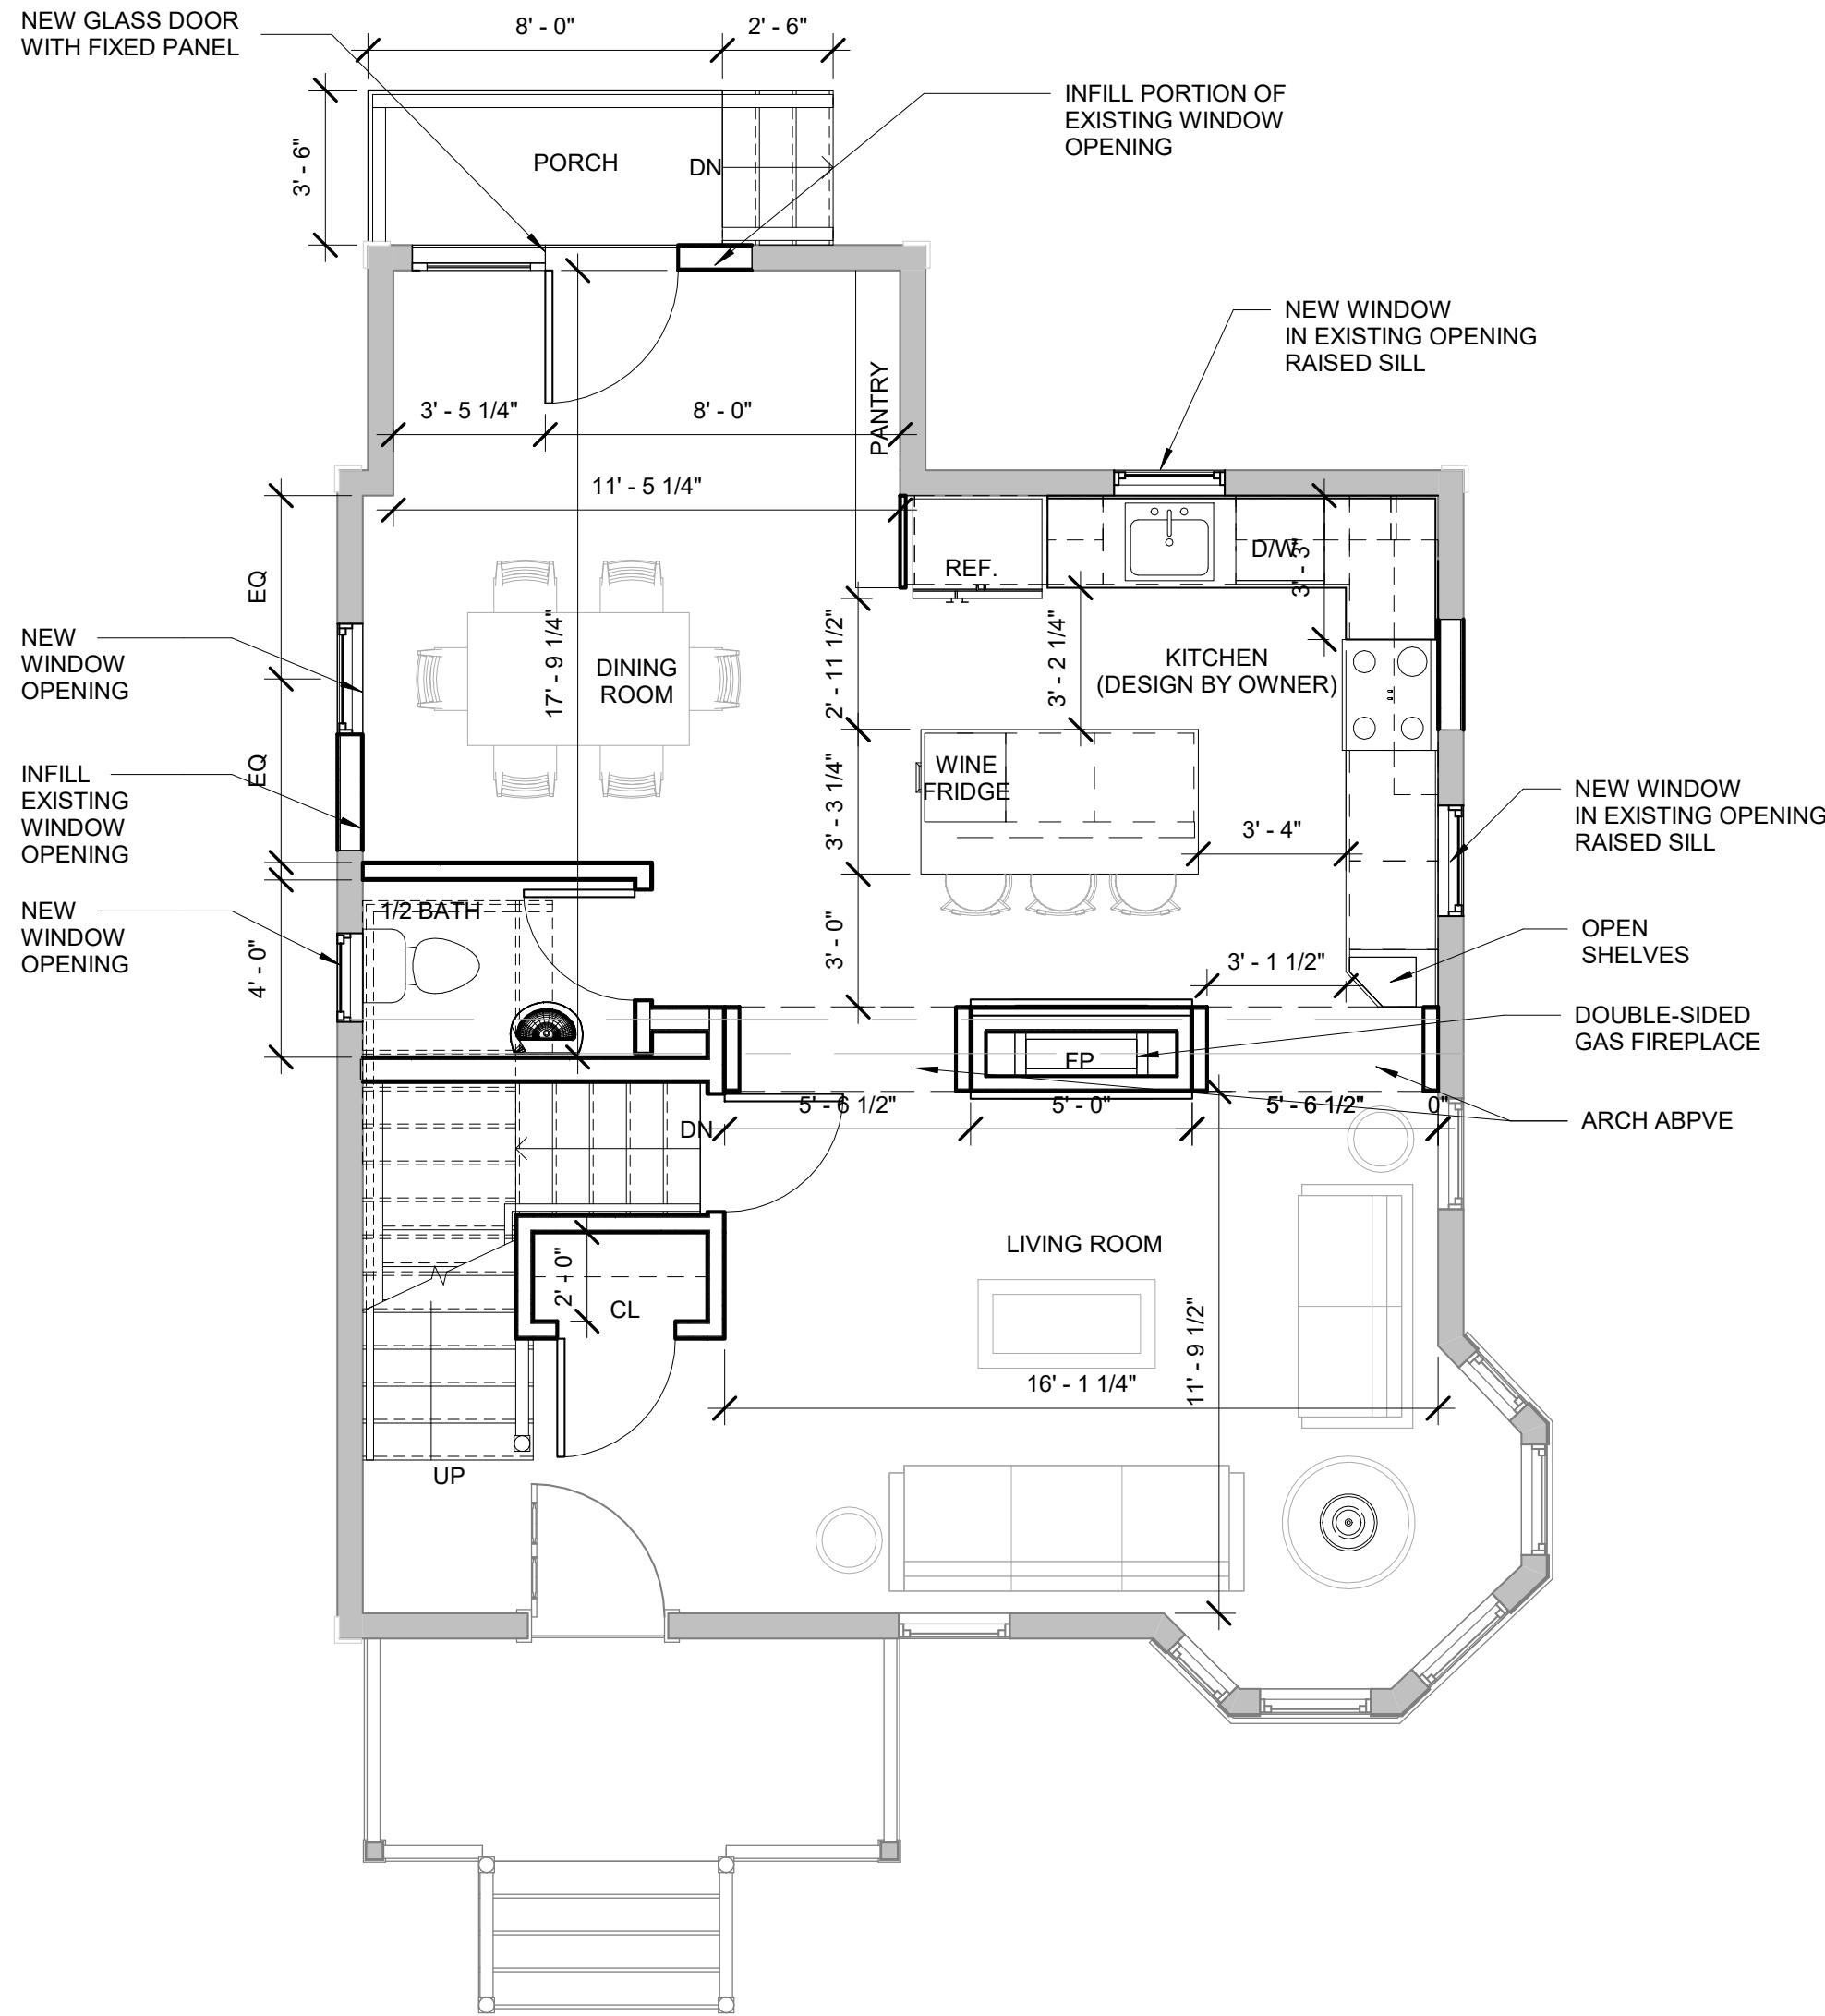 NEW GLASS DOOR
WITH FIXED PANEL
8' - 0"
2' - 6"
INFILL PORTION OF
EXISTING WINDOW
OPENING
3' - 6"
PORCH
DN
NEW WINDOW
IN EXISTING OPENING
RAISED SILL
PANTRY
3' - 5 1/4"
8' - 0"
11' - 5 1/4"
EQ
REF.
D/W
3' - 3"
NEW
WINDOW
OPENING
17' - 9 1/4"
DINING
ROOM
2' - 11 1/2"
3' - 2 1/4"
KITCHEN
(DESIGN BY OWNER)
INFILL
EXISTING
WINDOW
OPENING
EQ
3' - 3 1/4"
WINE
FRIDGE
3' - 4"
NEW WINDOW
IN EXISTING OPENING
RAISED SILL
NEW
WINDOW
OPENING
1/2 BATH
4' - 0"
3' - 0"
3' - 1 1/2"
OPEN
SHELVES
DOUBLE-SIDED
GAS FIREPLACE
FP
5' - 6 1/2"
5' - 0"
5' - 6 1/2"
0"
ARCH ABPVE
DN
LIVING ROOM
2' - 0"
CL
11' - 9 1/2"
16' - 1 1/4"
UP